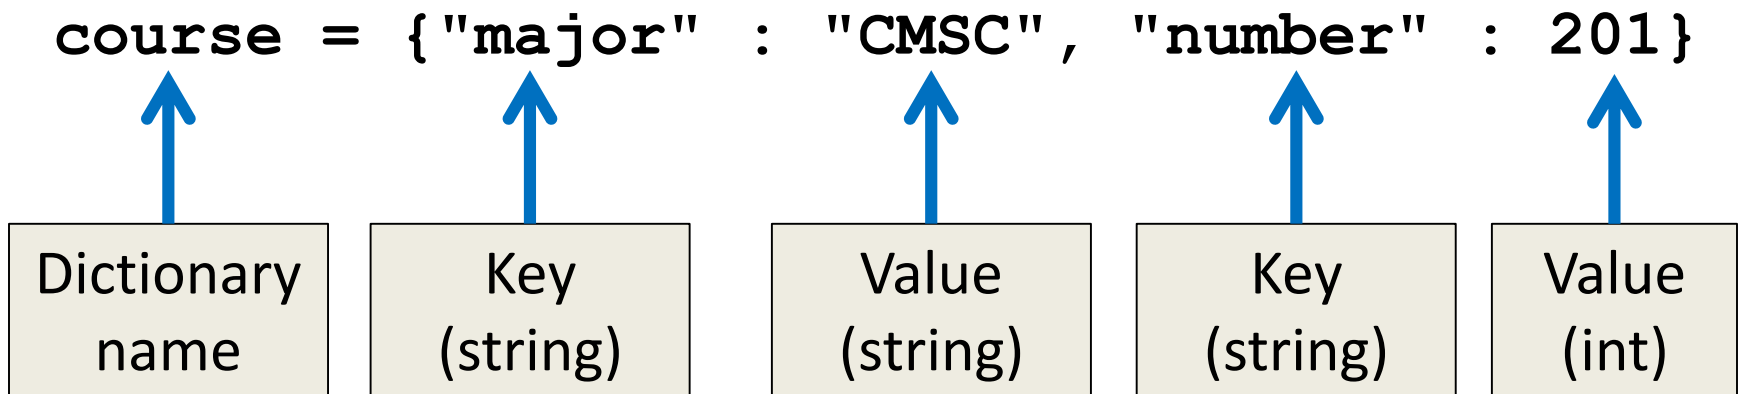 course = {"major" : "CMSC", "number" : 201}
Dictionary name
Key (string)
Value (string)
Key (string)
Value (int)